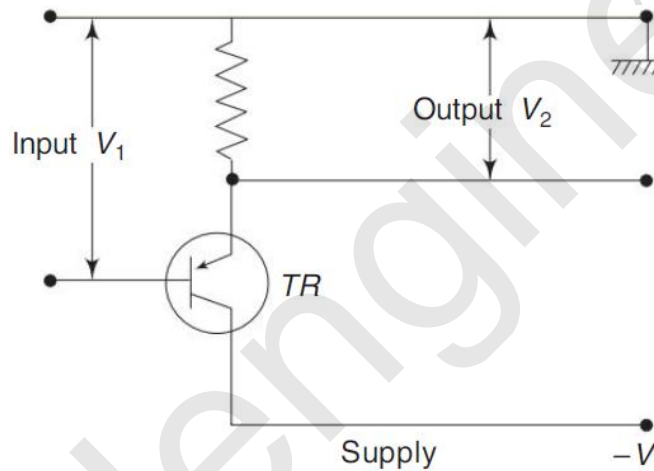 Output V₂
Input V₁
TR
Supply
–V